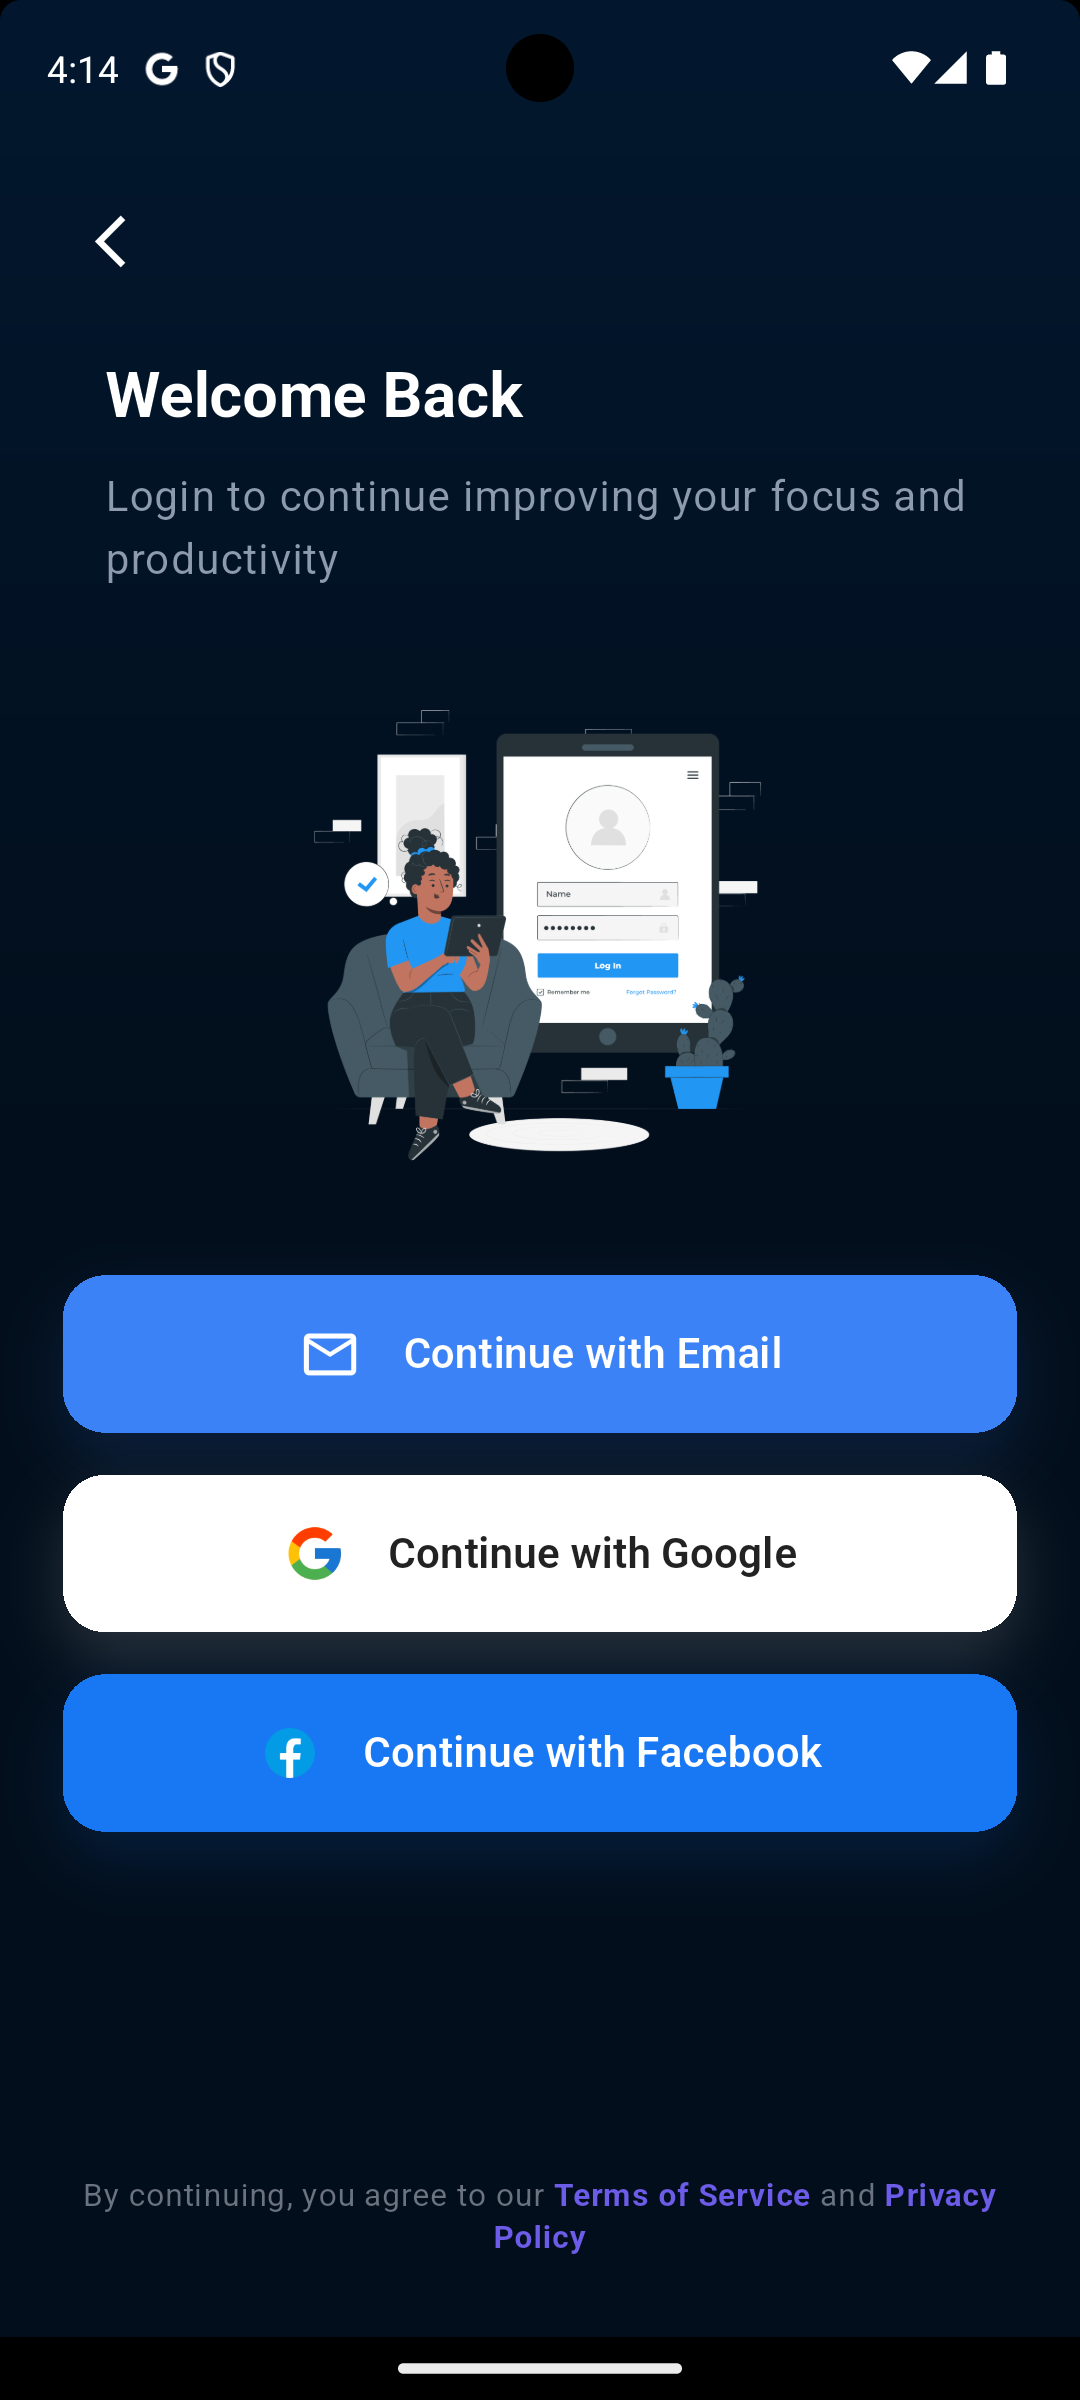 4:14
Welcome Back
Login to continue improving your focus and
productivity
Name
Log In
Remember me
Forgot Password?
Continue with Email
Continue with Google
Continue with Facebook
By continuing, you agree to our Terms of Service and Privacy
Policy